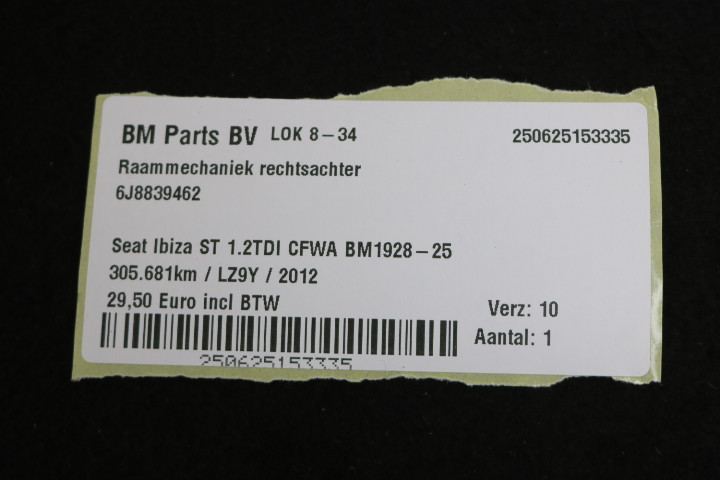 BM Parts BV LOK 8-34 250625153335
Raammechaniek rechtsachter
6J8839462
Seat Ibiza ST 1.2TDI CFWA BM1928-25
305.681km / LZ9Y / 2012
29,50 Euro incl BTW Verz: 10
Aantal: 1
250625153335